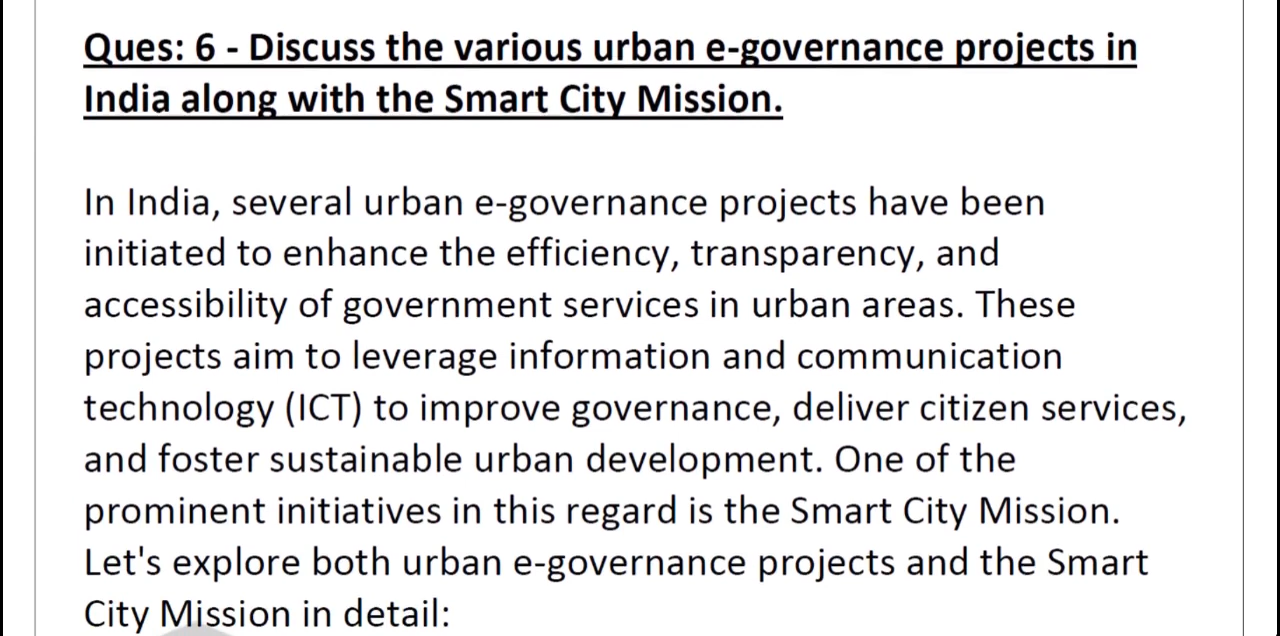 Ques: 6 - Discuss the various urban e-governance projects in
India along with the Smart City Mission.
In India, several urban e-governance projects have been
initiated to enhance the efficiency, transparency, and
accessibility of government services in urban areas. These
projects aim to leverage information and communication
technology (ICT) to improve governance, deliver citizen services,
and foster sustainable urban development. One of the
prominent initiatives in this regard is the Smart City Mission.
Let's explore both urban e-governance projects and the Smart
City Mission in detail: